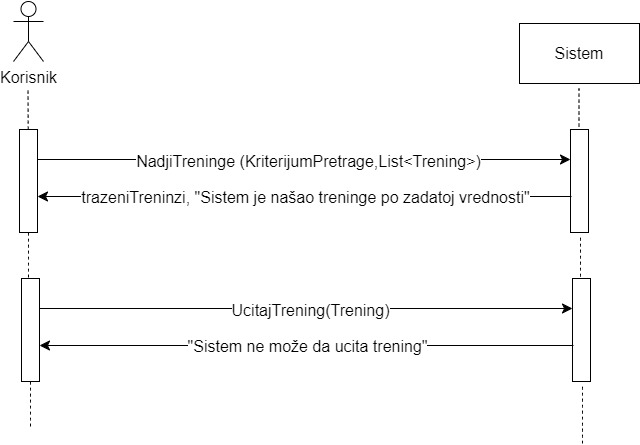 Korisnik
Sistem
NadjiTreninge (KriterijumPretrage,List<Trening>)
trazeniTreninzi, "Sistem je našao treninge po zadatoj vrednosti"
UcitajTrening(Trening)
"Sistem ne može da ucita trening"